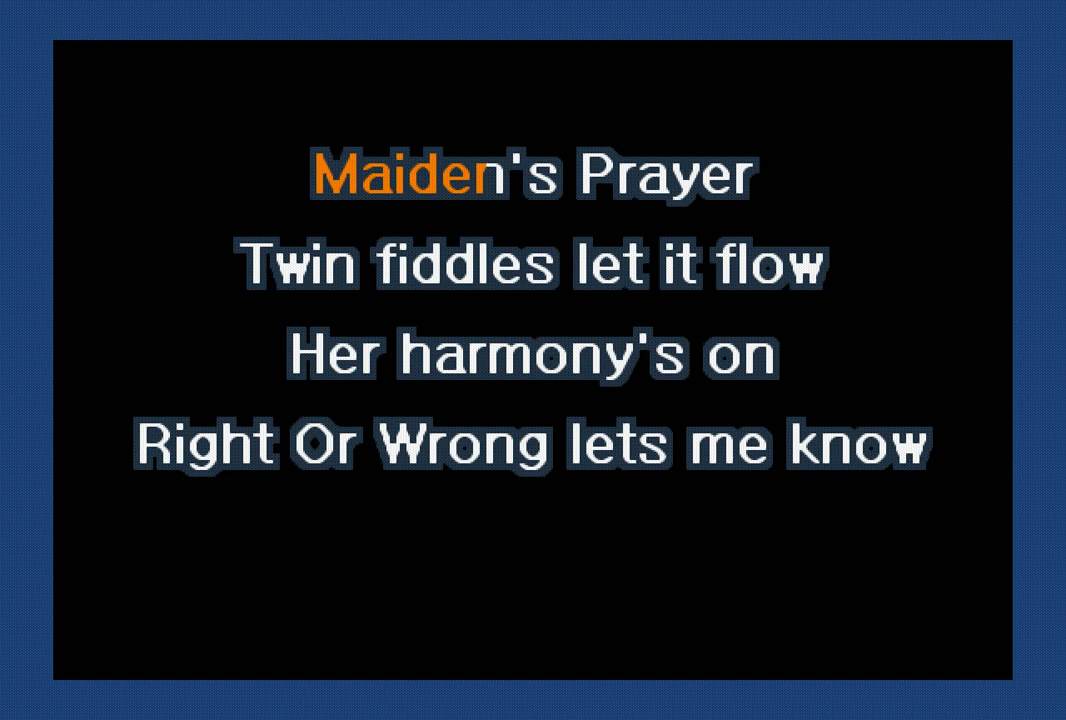 Maiden's Prayer
Twin fiddles let it flow
Her harmony's on
Right Or Wrong lets me know